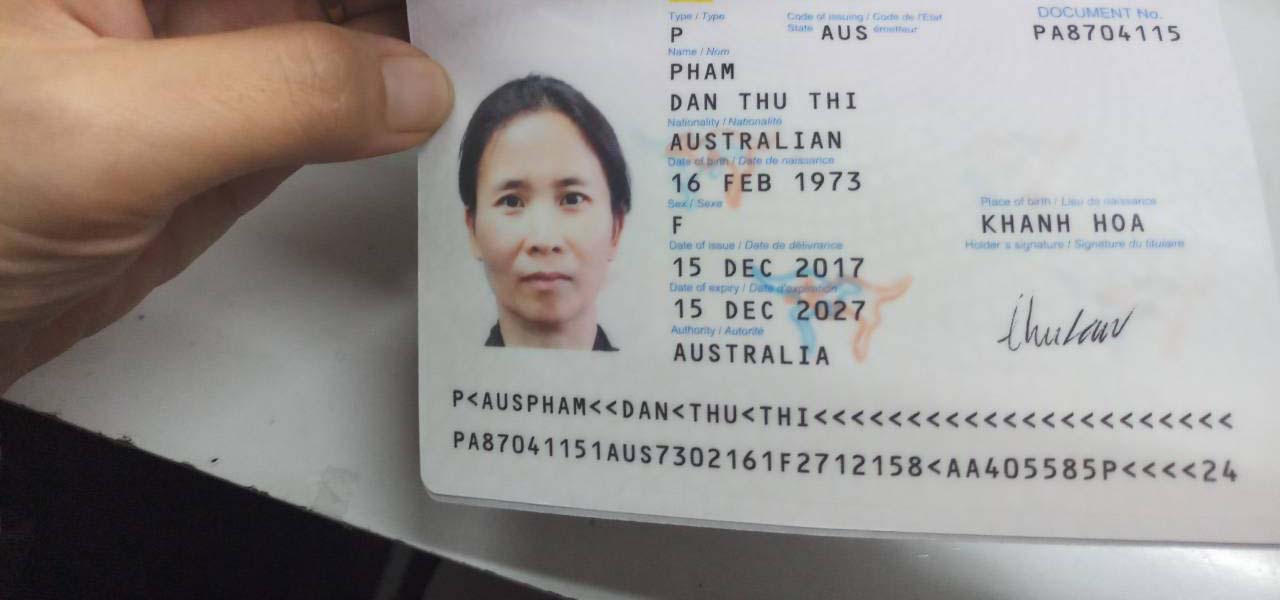 Type / Type
Code of issuing / Code de l'Etat
DOCUMENT No.
P
State AUS émetteur
PA8704115
Name / Nom
PHAM
DAN THU THI
Nationality / Nationalité
AUSTRALIAN
Date of birth / Date de naissance
16 FEB 1973
Sex / Sexe
Place of birth / Lieu de naissance
F
KHANH HOA
Date of issue / Date de délivrance
Holder's signature / Signature du titulaire
15 DEC 2017
Date of expiry / Date d'expiration
15 DEC 2027
Authority / Autorité
AUSTRALIA
P<AUSPHAM<<DAN<THU<THI<<<<<<<<<<<<<<<<<<<<<<
PA87041151AUS7302161F2712158<AA405585P<<<<24